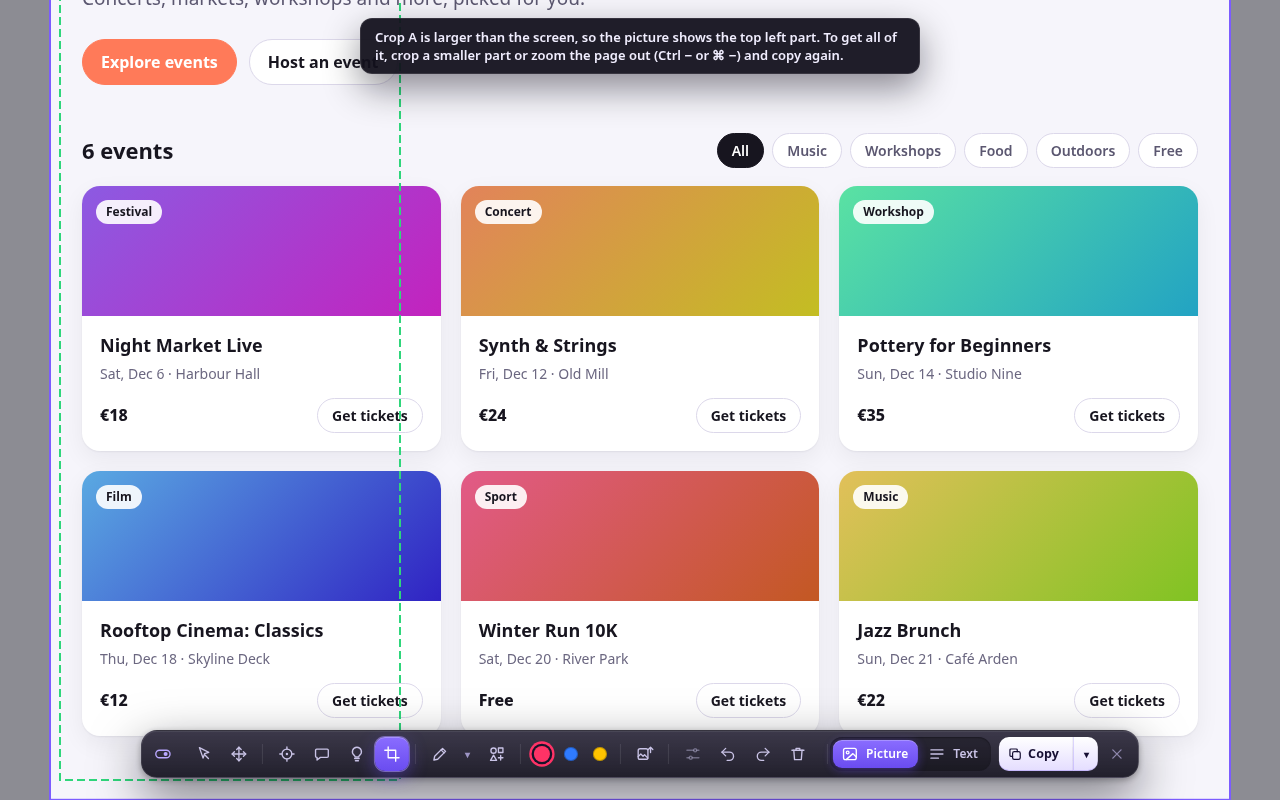 Concerts, markets, workshops and more, picked for you.
Crop A is larger than the screen, so the picture shows the top left part. To get all of
it, crop a smaller part or zoom the page out (Ctrl − or ⌘ −) and copy again.
Explore events
Host an event
6 events
All
Music
Workshops
Food
Outdoors
Free
Festival
Concert
Workshop
Night Market Live
Sat, Dec 6 · Harbour Hall
€18
Get tickets
Synth & Strings
Fri, Dec 12 · Old Mill
€24
Get tickets
Pottery for Beginners
Sun, Dec 14 · Studio Nine
€35
Get tickets
Film
Sport
Music
Rooftop Cinema: Classics
Thu, Dec 18 · Skyline Deck
€12
Get tickets
Winter Run 10K
Sat, Dec 20 · River Park
Free
Get tickets
Jazz Brunch
Sun, Dec 21 · Café Arden
€22
Get tickets
Picture
Text
Copy